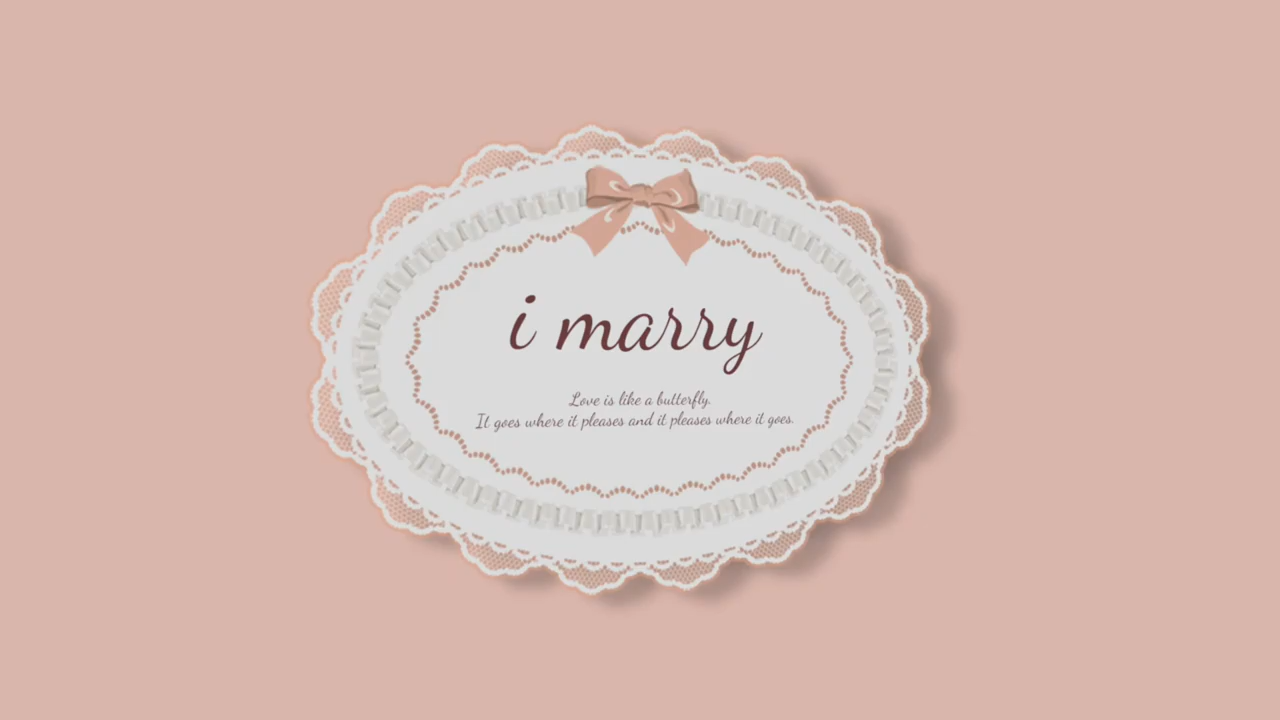 i marry
Love is like a butterfly.
It goes where it pleases and it pleases where it goes.